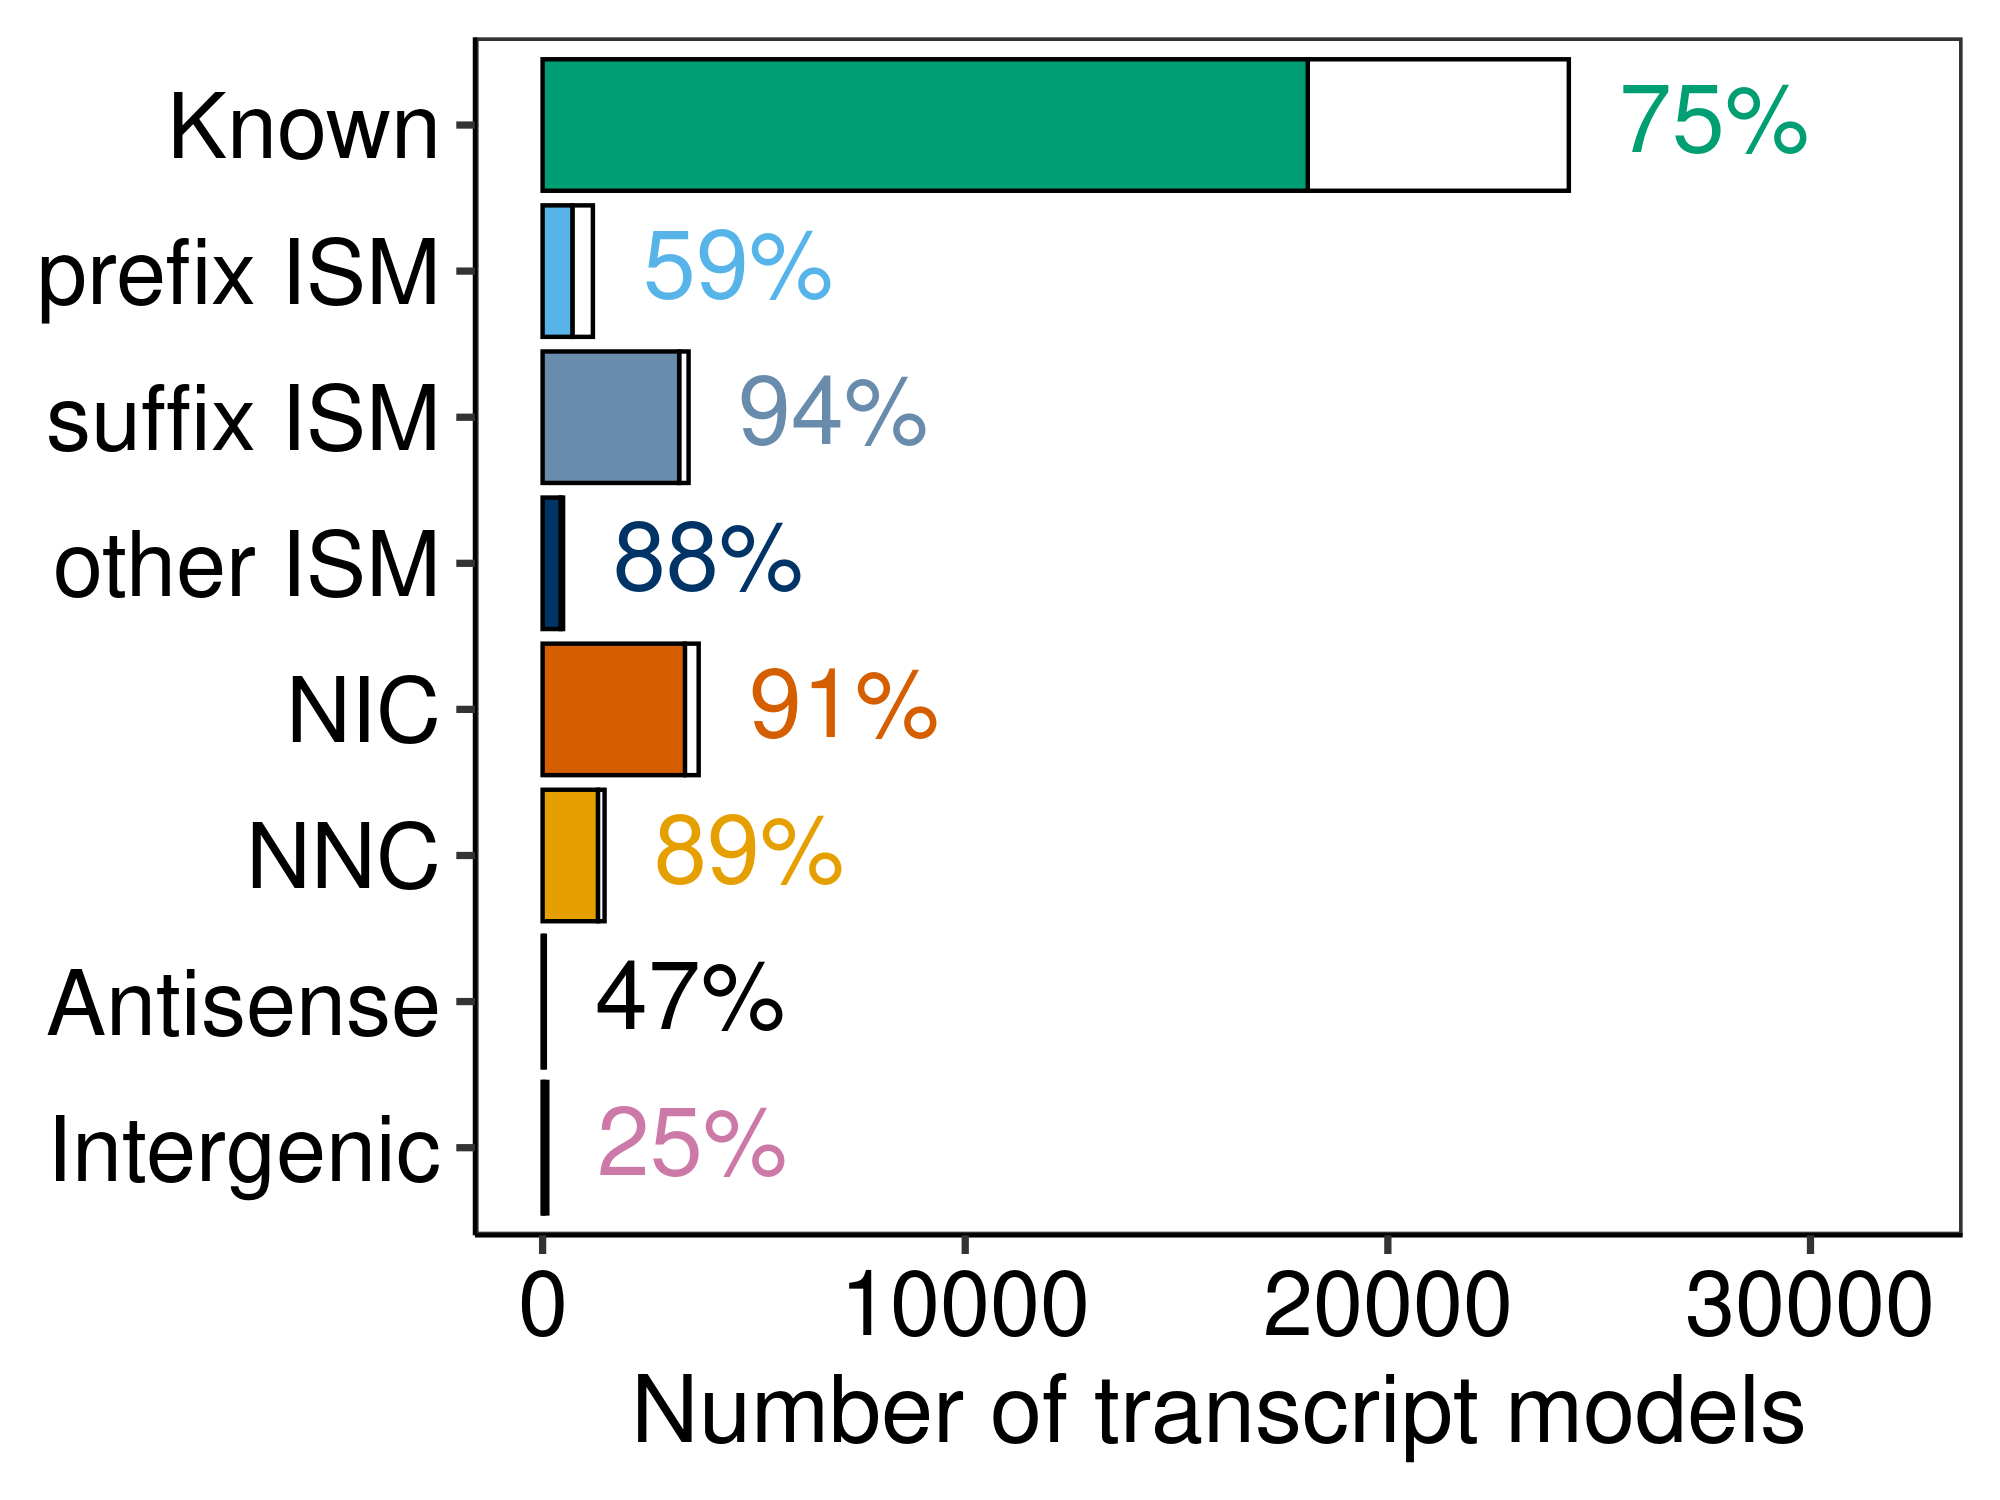 Known 75%
prefix ISM 59%
suffix ISM 94%
other ISM 88%
NIC 91%
NNC 89%
Antisense 47%
Intergenic 25%
0 10000 20000 30000
Number of transcript models